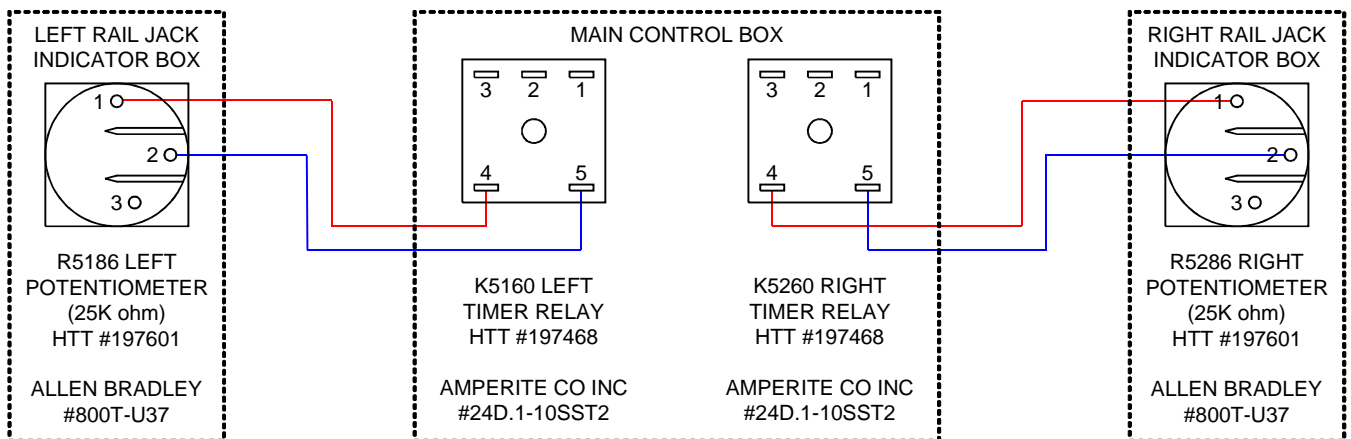 LEFT RAIL JACK
INDICATOR BOX
1
2
3
R5186 LEFT
POTENTIOMETER
(25K ohm)
HTT #197601
ALLEN BRADLEY
#800T-U37
MAIN CONTROL BOX
3 2 1
4 5
K5160 LEFT
TIMER RELAY
HTT #197468
AMPERITE CO INC
#24D.1-10SST2
3 2 1
4 5
K5260 RIGHT
TIMER RELAY
HTT #197468
AMPERITE CO INC
#24D.1-10SST2
RIGHT RAIL JACK
INDICATOR BOX
1
2
3
R5286 RIGHT
POTENTIOMETER
(25K ohm)
HTT #197601
ALLEN BRADLEY
#800T-U37